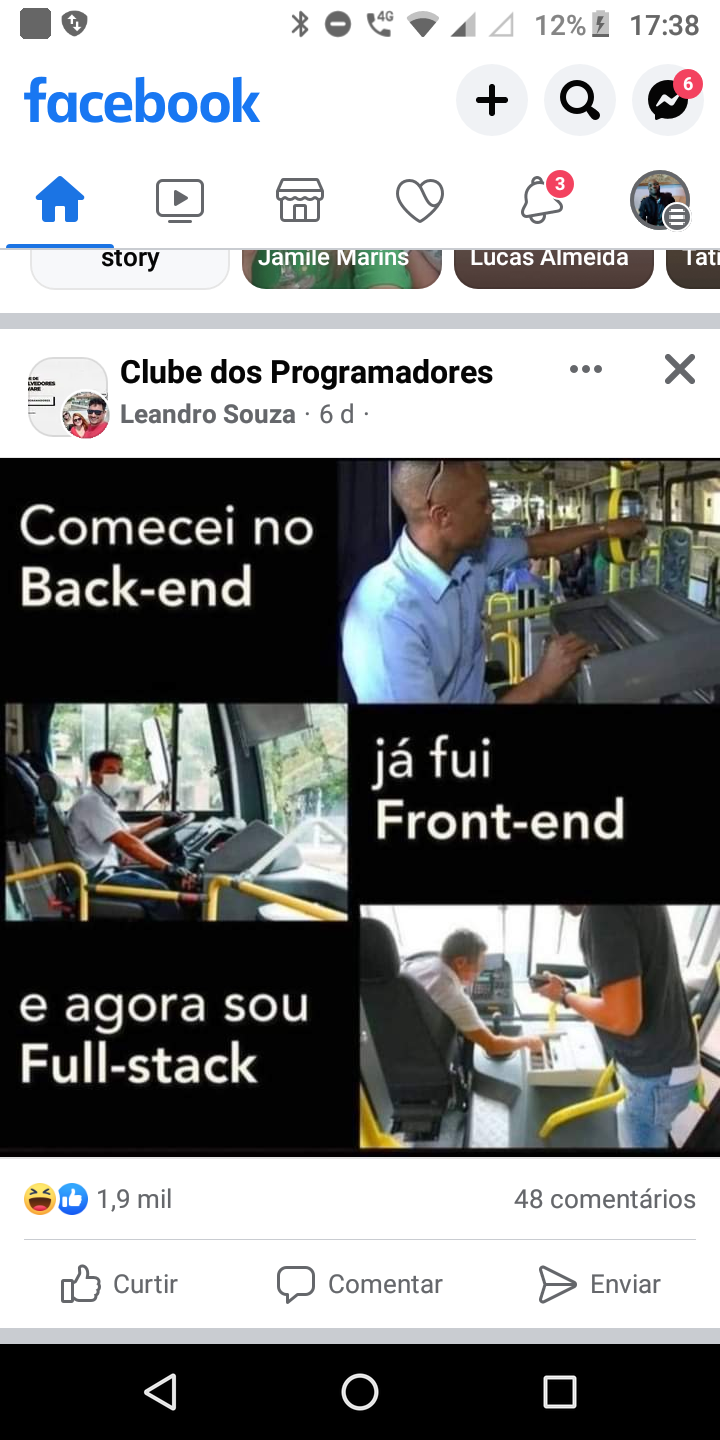 4G
12%
17:38
facebook
6
3
story
Jamile Marins
Lucas Almeida
Clube dos Programadores
Leandro Souza · 6 d ·
Comecei no
Back-end
já fui
Front-end
e agora sou
Full-stack
1,9 mil
48 comentários
Curtir
Comentar
Enviar